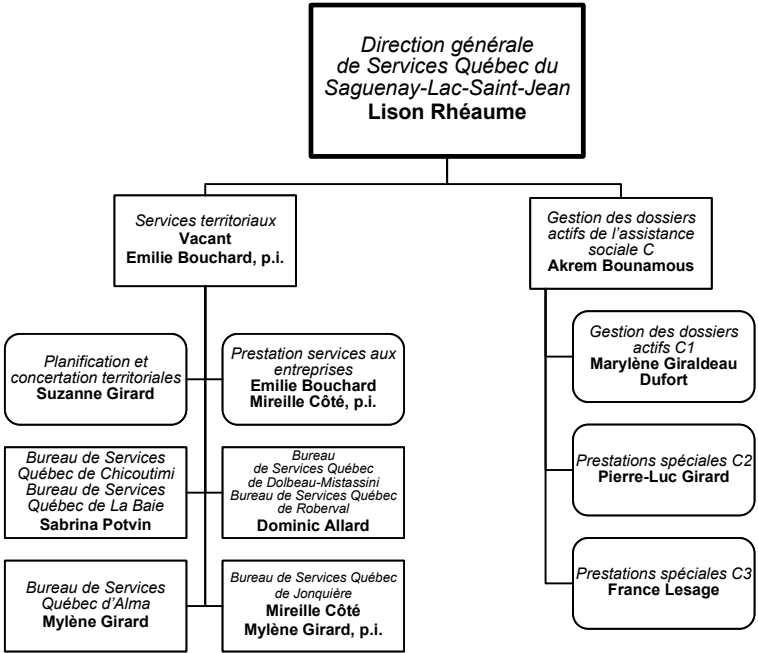 Direction générale
de Services Québec du
Saguenay-Lac-Saint-Jean
Lison Rhéaume
Services territoriaux
Vacant
Emilie Bouchard, p.i.
Gestion des dossiers
actifs de l'assistance
sociale C
Akrem Bounamous
Planification et
concertation territoriales
Suzanne Girard
Prestation services aux
entreprises
Emilie Bouchard
Mireille Côté, p.i.
Bureau de Services
Québec de Chicoutimi
Bureau de Services
Québec de La Baie
Sabrina Potvin
Bureau
de Services Québec
de Dolbeau-Mistassini
Bureau de Services Québec
de Roberval
Dominic Allard
Bureau de Services
Québec d'Alma
Mylène Girard
Bureau de Services Québec
de Jonquière
Mireille Côté
Mylène Girard, p.i.
Gestion des dossiers
actifs C1
Marylène Giraldeau
Dufort
Prestations spéciales C2
Pierre-Luc Girard
Prestations spéciales C3
France Lesage